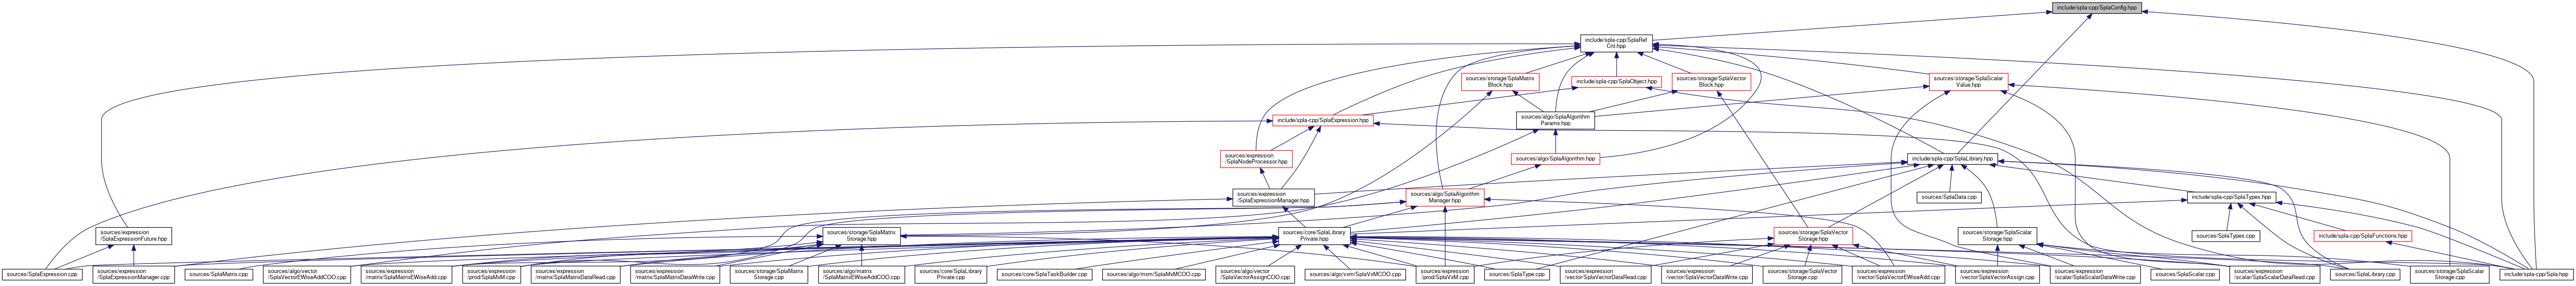 include/spla-cpp/SplaConfig.hpp
include/spla-cpp/SplaRef
Cnt.hpp
sources/storage/SplaMatrix
Block.hpp
include/spla-cpp/SplaObject.hpp
sources/storage/SplaVector
Block.hpp
sources/storage/SplaScalar
Value.hpp
include/spla-cpp/SplaExpression.hpp
sources/algo/SplaAlgorithm
Params.hpp
sources/expression
/SplaNodeProcessor.hpp
sources/algo/SplaAlgorithm.hpp
include/spla-cpp/SplaLibrary.hpp
sources/expression
/SplaExpressionManager.hpp
sources/algo/SplaAlgorithm
Manager.hpp
sources/SplaData.cpp
include/spla-cpp/SplaTypes.hpp
sources/expression
/SplaExpressionFuture.hpp
sources/storage/SplaMatrix
Storage.hpp
sources/core/SplaLibrary
Private.hpp
sources/storage/SplaVector
Storage.hpp
sources/storage/SplaScalar
Storage.hpp
sources/SplaTypes.cpp
include/spla-cpp/SplaFunctions.hpp
sources/SplaExpression.cpp
sources/expression
/SplaExpressionManager.cpp
sources/SplaMatrix.cpp
sources/algo/vector
/SplaVectorEWiseAddCOO.cpp
sources/expression
/matrix/SplaMatrixEWiseAdd.cpp
sources/expression
/prod/SplaMxM.cpp
sources/expression
/matrix/SplaMatrixDataRead.cpp
sources/expression
/matrix/SplaMatrixDataWrite.cpp
sources/storage/SplaMatrix
Storage.cpp
sources/algo/matrix
/SplaMatrixEWiseAddCOO.cpp
sources/core/SplaLibrary
Private.cpp
sources/core/SplaTaskBuilder.cpp
sources/algo/mxm/SplaMxMCOO.cpp
sources/algo/vector
/SplaVectorAssignCOO.cpp
sources/algo/vxm/SplaVxMCOO.cpp
sources/expression
/prod/SplaVxM.cpp
sources/SplaType.cpp
sources/expression
/vector/SplaVectorDataRead.cpp
sources/expression
/vector/SplaVectorDataWrite.cpp
sources/storage/SplaVector
Storage.cpp
sources/expression
/vector/SplaVectorEWiseAdd.cpp
sources/expression
/vector/SplaVectorAssign.cpp
sources/expression
/scalar/SplaScalarDataWrite.cpp
sources/SplaScalar.cpp
sources/expression
/scalar/SplaScalarDataRead.cpp
sources/SplaLibrary.cpp
sources/storage/SplaScalar
Storage.cpp
include/spla-cpp/Spla.hpp